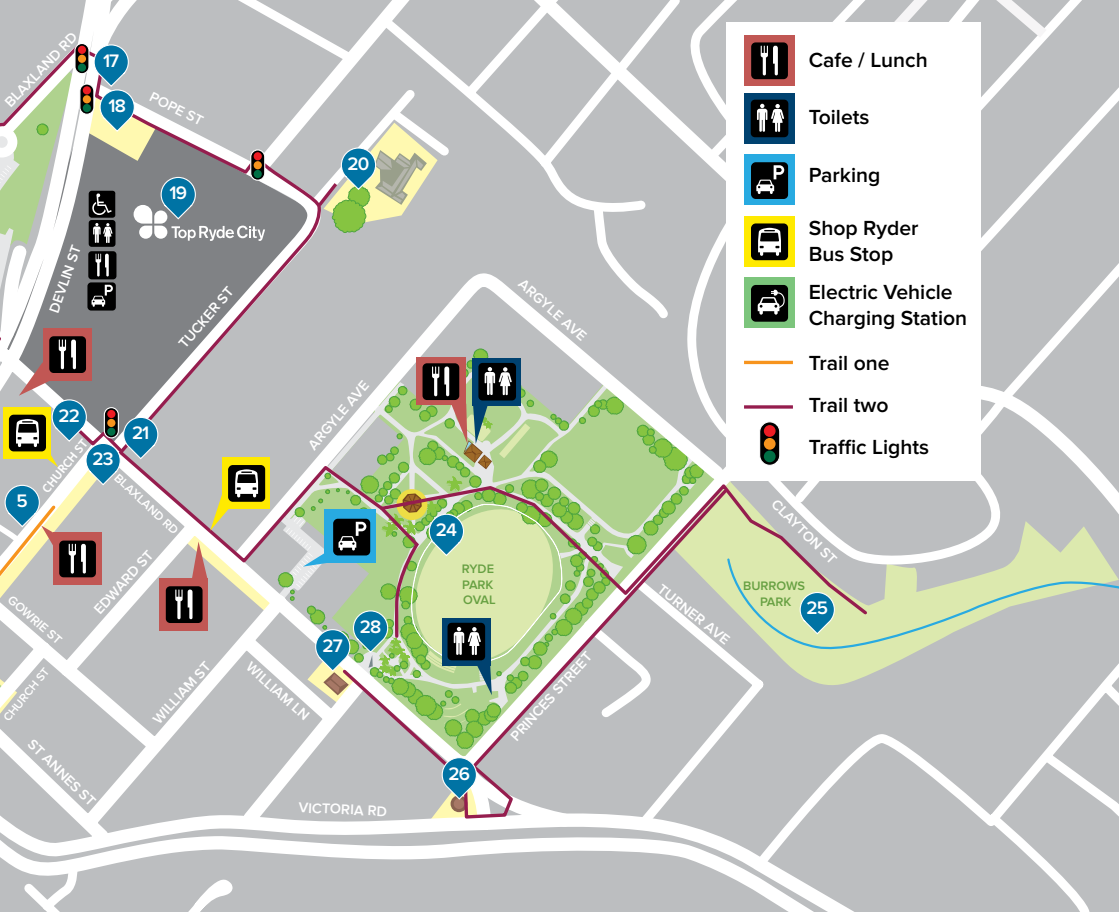 BLAXLAND RD
17
18
POPE ST
20
19
Top Ryde City
DEVLIN ST
TUCKER ST
ARGYLE AVE
ARGYLE AVE
22
21
23
CHURCH ST
BLAXLAND RD
5
24
RYDE
PARK
OVAL
CLAYTON ST
BURROWS
PARK
25
EDWARD ST
GOWRIE ST
TURNER AVE
28
27
CHURCH ST
WILLIAM ST
WILLIAM LN
PRINCES STREET
ST ANNES ST
26
VICTORIA RD
P
P
Cafe / Lunch
Toilets
P
Parking
Shop Ryder
Bus Stop
Electric Vehicle
Charging Station
Trail one
Trail two
Traffic Lights